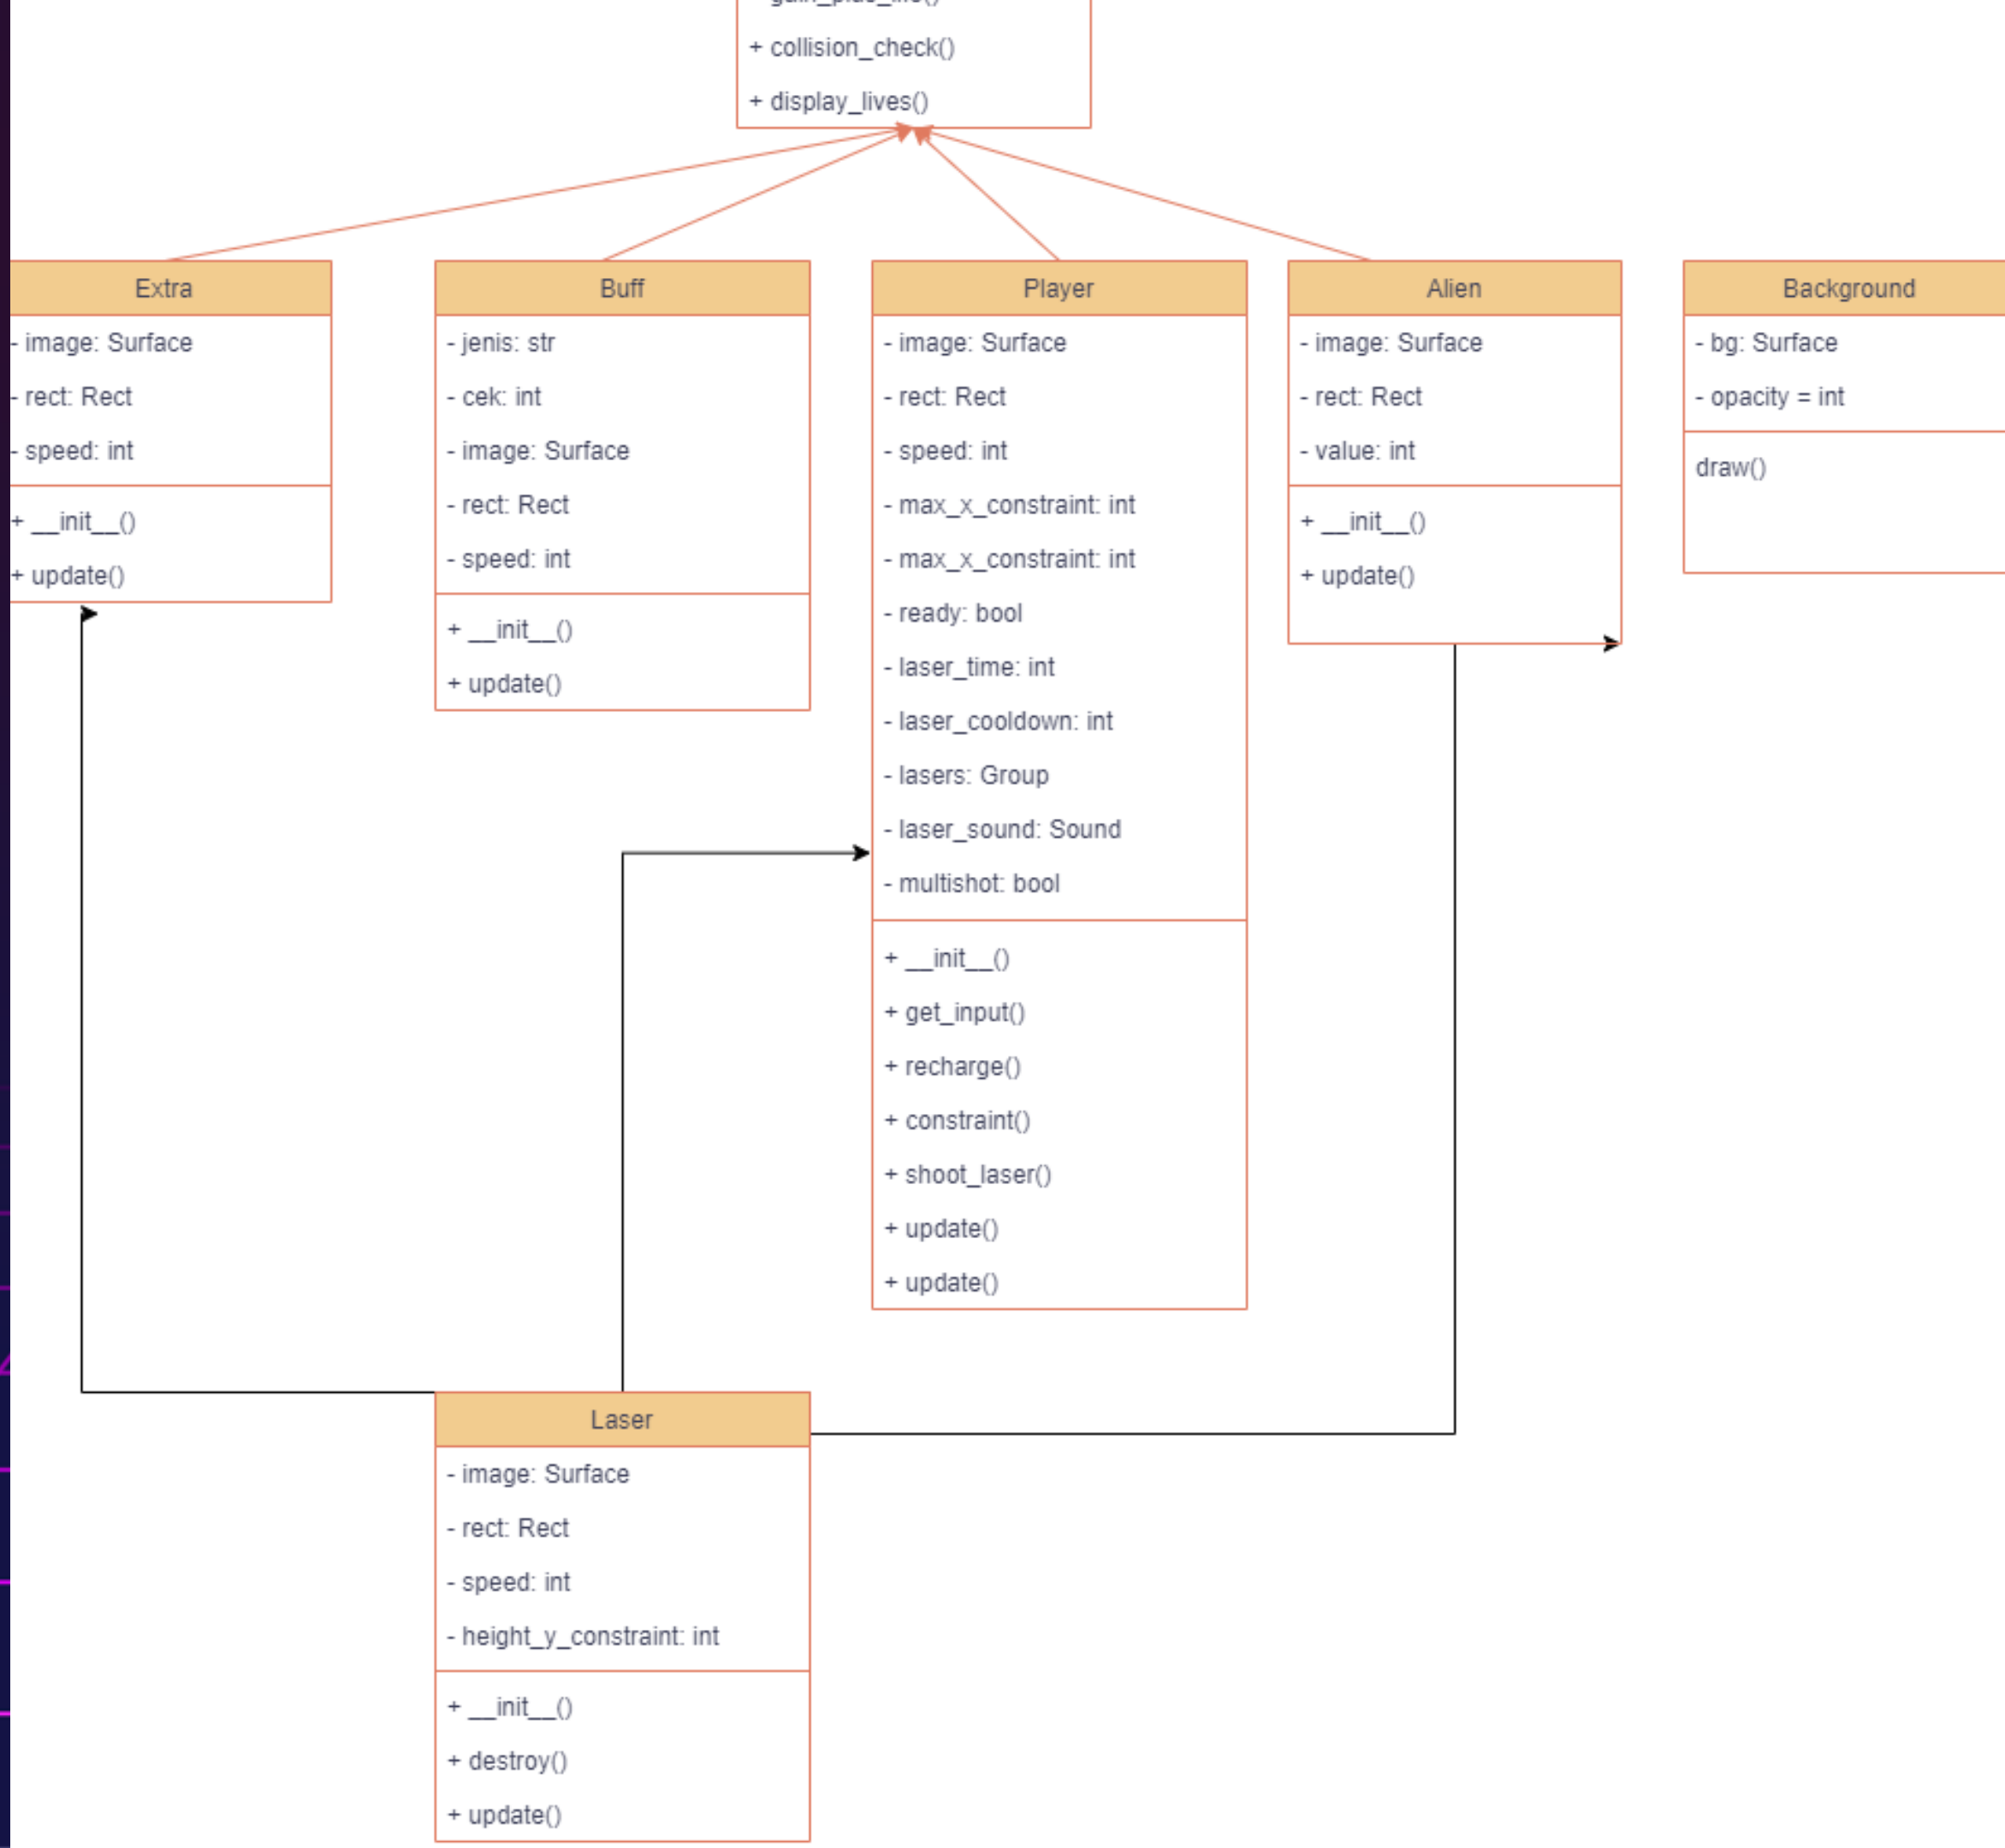 + collision_check()
+ display_lives()
Extra
- image: Surface
- rect: Rect
- speed: int
+ __init__()
+ update()
Buff
- jenis: str
- cek: int
- image: Surface
- rect: Rect
- speed: int
+ __init__()
+ update()
Player
- image: Surface
- rect: Rect
- speed: int
- max_x_constraint: int
- max_x_constraint: int
- ready: bool
- laser_time: int
- laser_cooldown: int
- lasers: Group
- laser_sound: Sound
- multishot: bool
+ __init__()
+ get_input()
+ recharge()
+ constraint()
+ shoot_laser()
+ update()
+ update()
Alien
- image: Surface
- rect: Rect
- value: int
+ __init__()
+ update()
Background
- bg: Surface
- opacity = int
draw()
Laser
- image: Surface
- rect: Rect
- speed: int
- height_y_constraint: int
+ __init__()
+ destroy()
+ update()